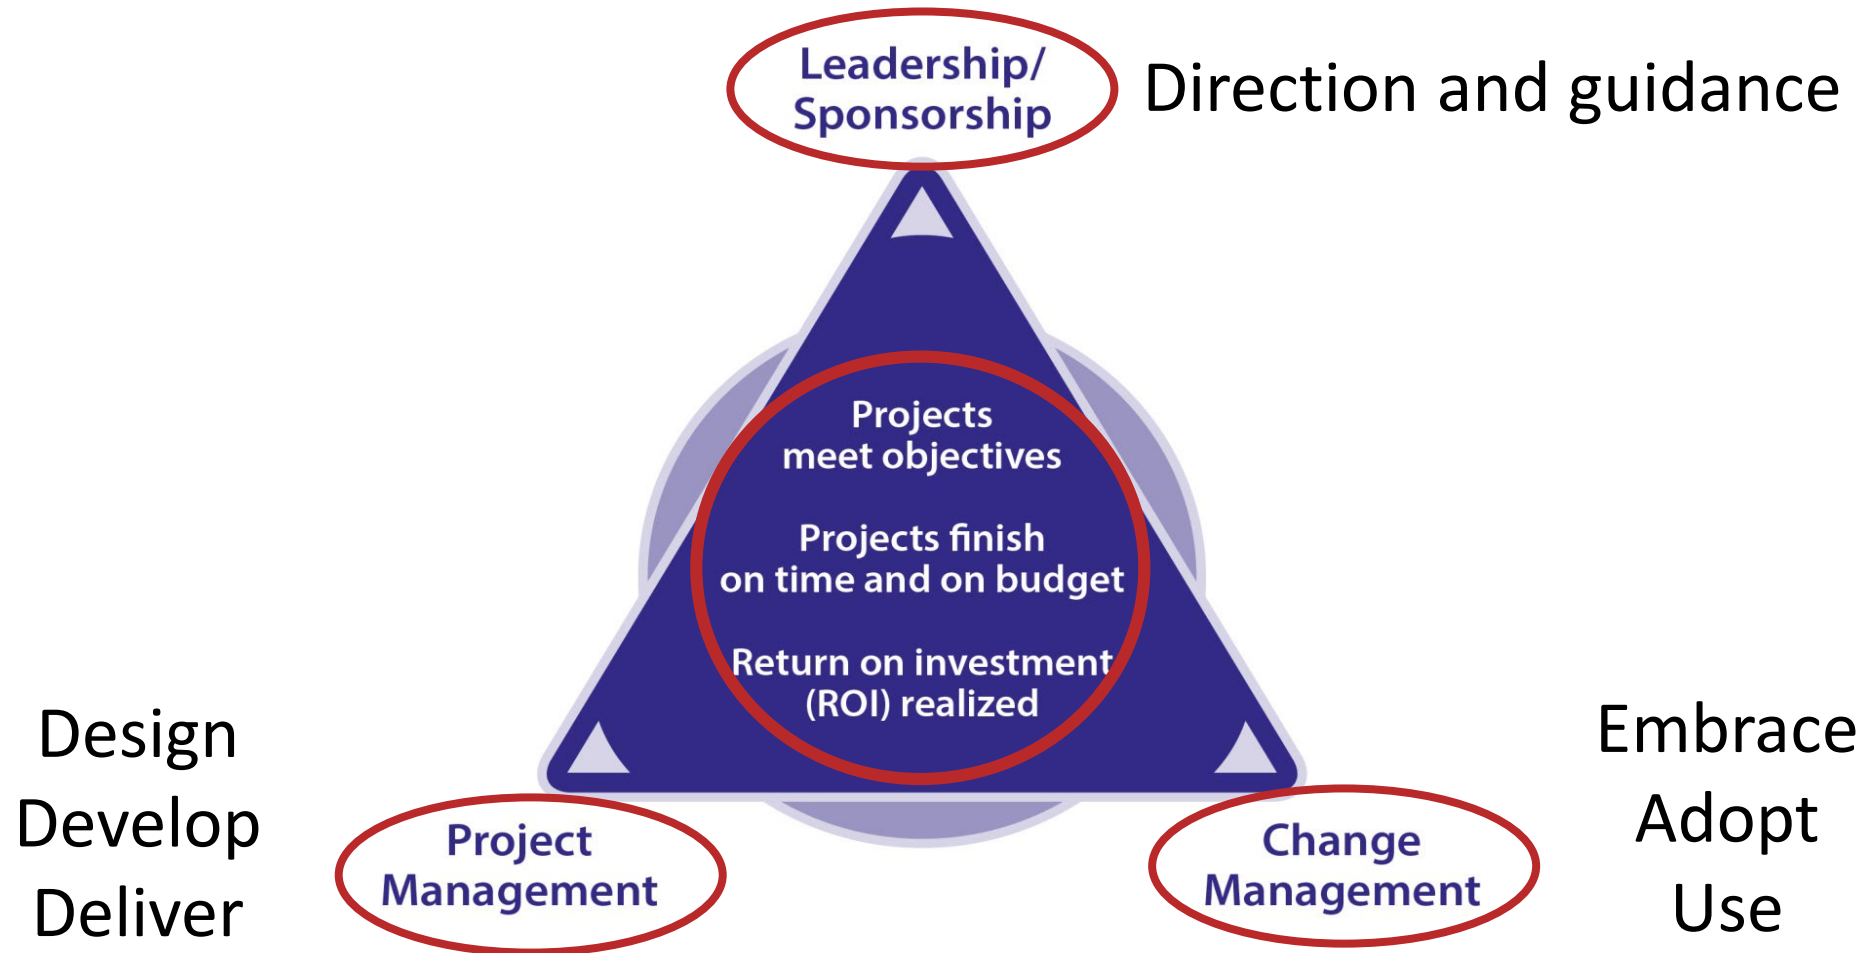 Leadership/
Sponsorship
Direction and guidance
Projects
meet objectives
Projects finish
on time and on budget
Return on investment
(ROI) realized
Design
Develop
Deliver
Project
Management
Change
Management
Embrace
Adopt
Use